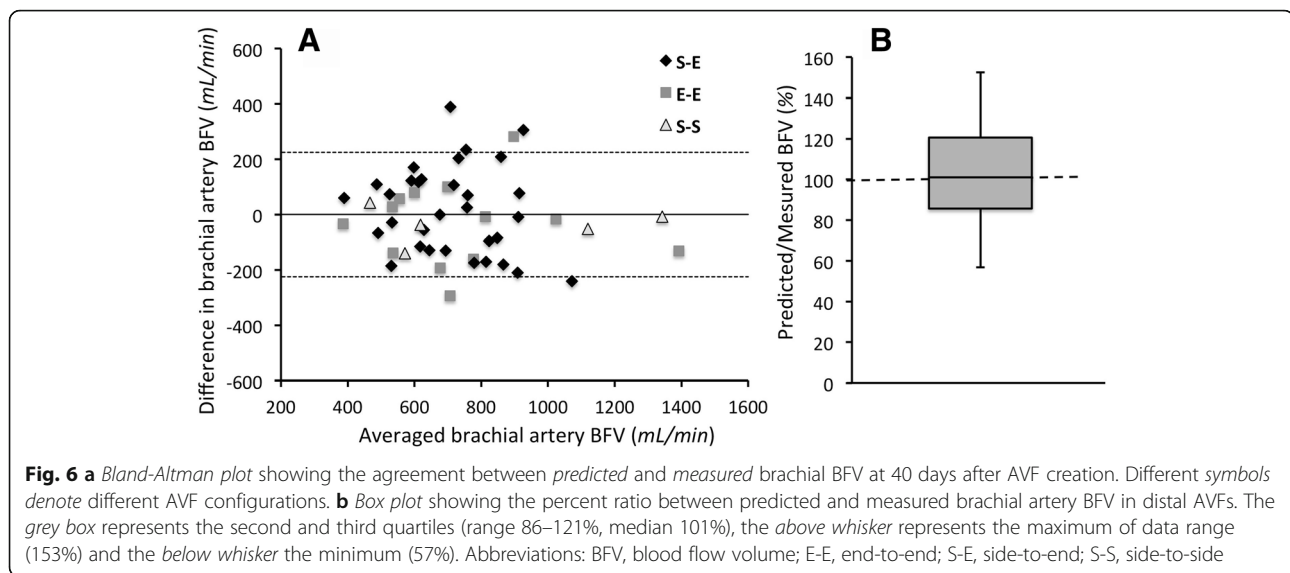 A
Difference in brachial artery BFV (mL/min)
600
400
200
0
-200
-400
-600
200 400 600 800 1000 1200 1400 1600
Averaged brachial artery BFV (mL/min)
S-E
E-E
S-S
B
Predicted/Mesured BFV (%)
160
140
120
100
80
60
40
20
0
Fig. 6 a Bland-Altman plot showing the agreement between predicted and measured brachial BFV at 40 days after AVF creation. Different symbols
denote different AVF configurations. b Box plot showing the percent ratio between predicted and measured brachial artery BFV in distal AVFs. The
grey box represents the second and third quartiles (range 86–121%, median 101%), the above whisker represents the maximum of data range
(153%) and the below whisker the minimum (57%). Abbreviations: BFV, blood flow volume; E-E, end-to-end; S-E, side-to-end; S-S, side-to-side